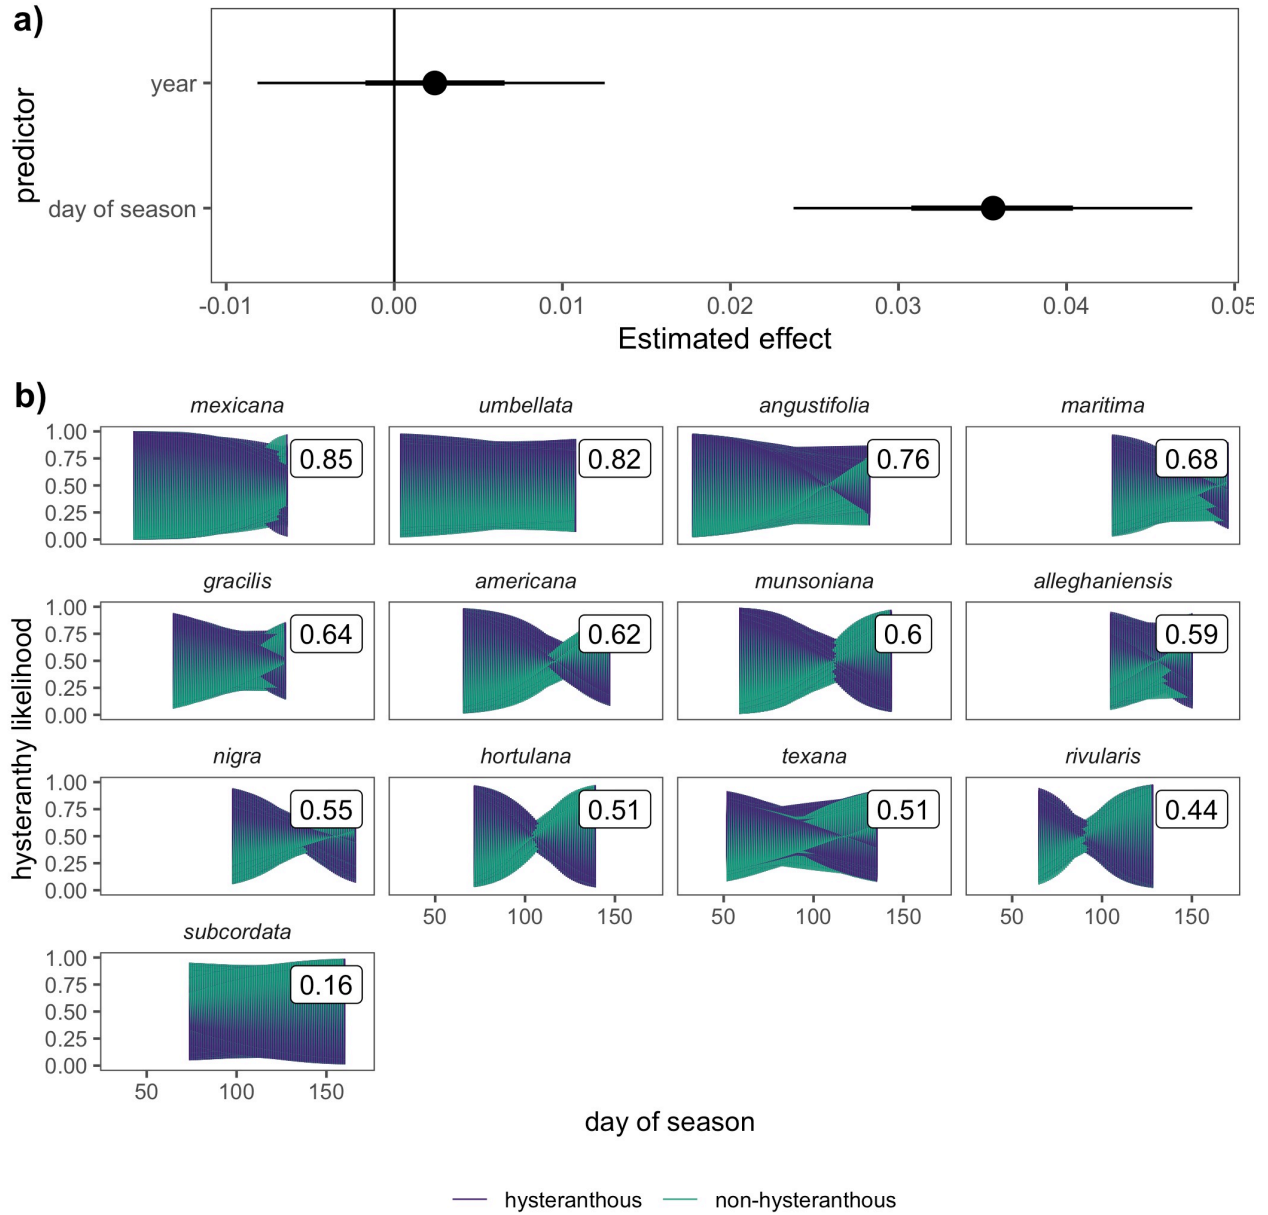 a)
year
day of season
predictor
-0.01 0.00 0.01 0.02 0.03 0.04 0.05
Estimated effect
b)
mexicana umbellata angustifolia maritima
1.00
0.75
0.50
0.25
0.00
0.85 0.82 0.76 0.68
gracilis americana munsoniana alleghaniensis
1.00
0.75
0.50
0.25
0.00
0.64 0.62 0.6 0.59
nigra hortulana texana rivularis
1.00
0.75
0.50
0.25
0.00
0.55 0.51 0.51 0.44
50 100 150 50 100 150 50 100 150
subcordata
1.00
0.75
0.50
0.25
0.00
0.16
50 100 150
hysteranthy likelihood
day of season
hysteranthous non-hysteranthous